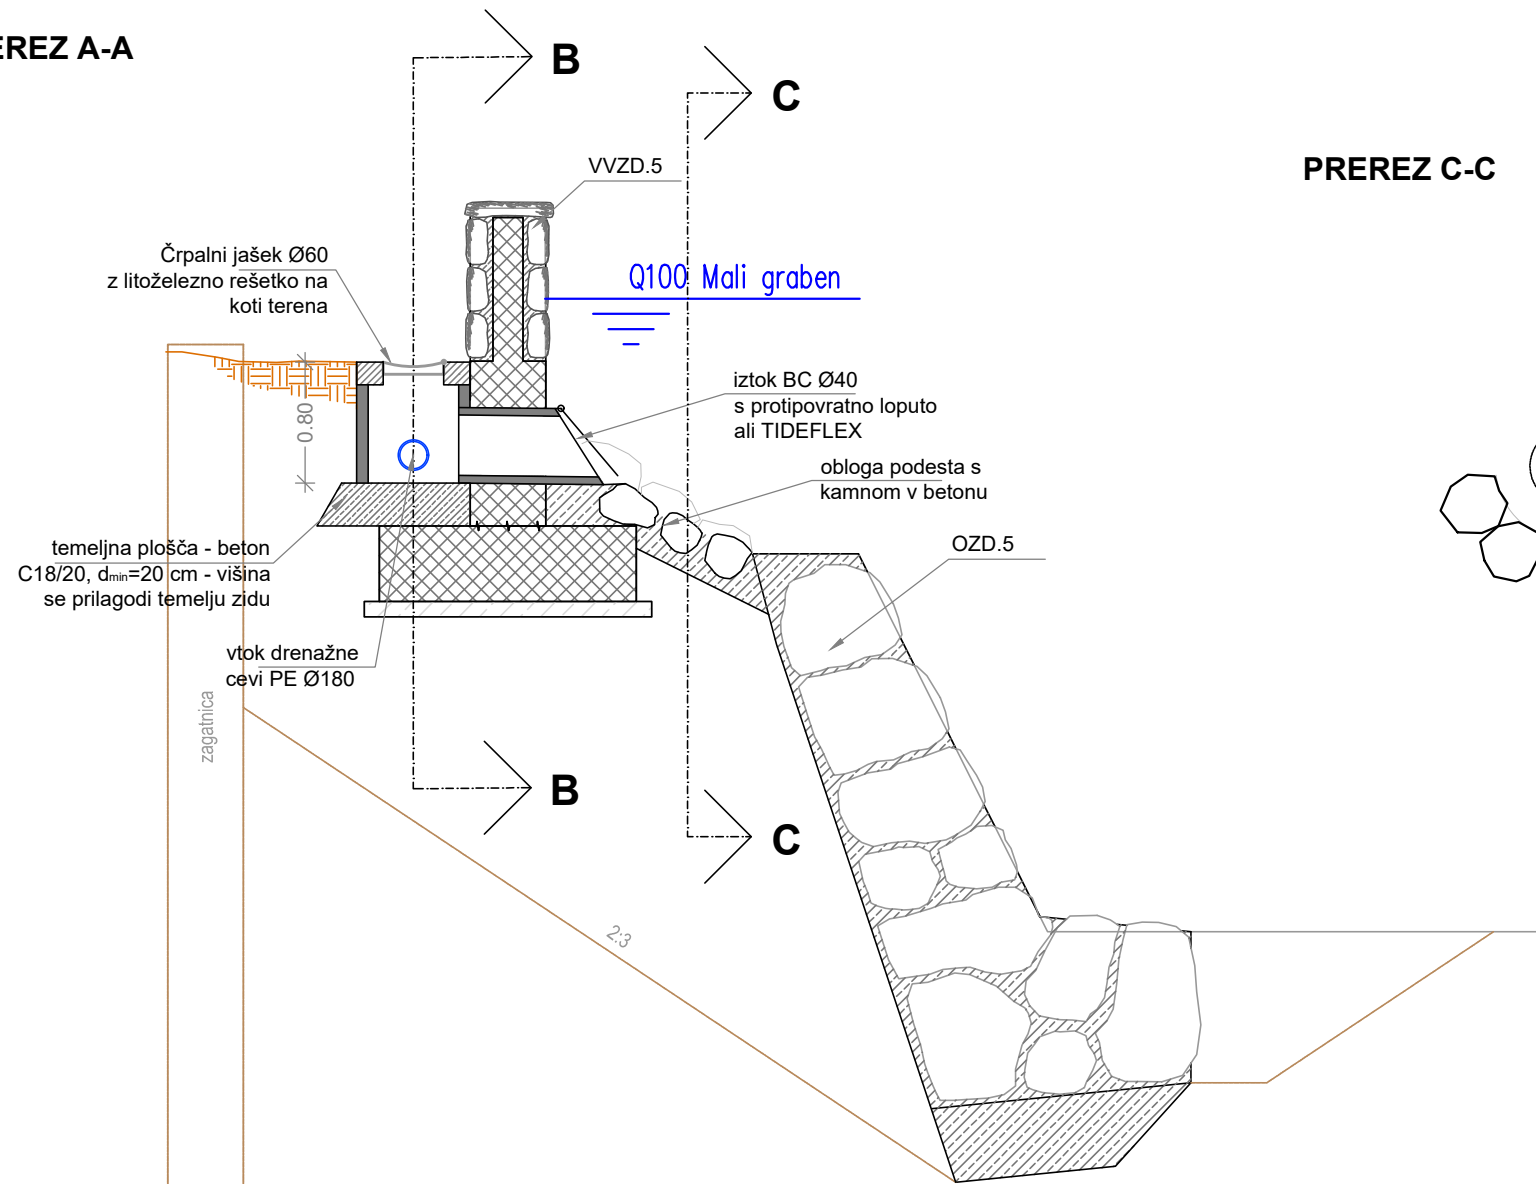 EREZ A-A
B
C
VVZD.5
PREREZ C-C
Črpalni jašek Ø60
z litoželezno rešetko na
koti terena
Q100 Mali graben
iztok BC Ø40
s protipovratno loputo
ali TIDEFLEX
0.80
obloga podesta s
kamnom v betonu
temeljna plošča - beton
C18/20, dmin=20 cm - višina
se prilagodi temelju zidu
OZD.5
vtok drenažne
cevi PE Ø180
zagatnica
B
C
2:3